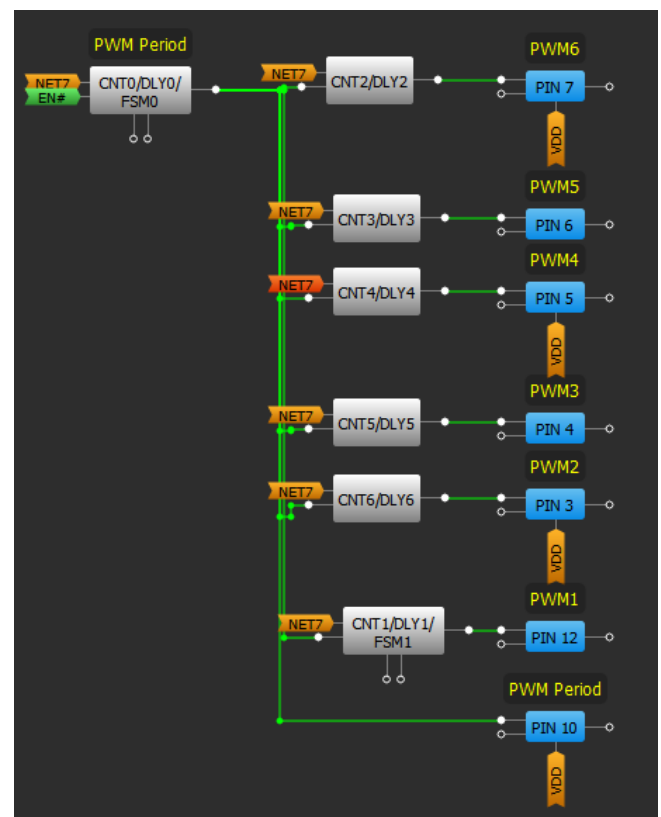 PWM Period
NET7
EN#
CNT0/DLY0/
FSM0
NET7
CNT2/DLY2
PWM6
PIN 7
VDD
NET7
CNT3/DLY3
PWM5
PIN 6
NET7
CNT4/DLY4
PWM4
PIN 5
VDD
NET7
CNT5/DLY5
PWM3
PIN 4
NET7
CNT6/DLY6
PWM2
PIN 3
VDD
NET7
CNT1/DLY1/
FSM1
PWM1
PIN 12
PWM Period
PIN 10
VDD